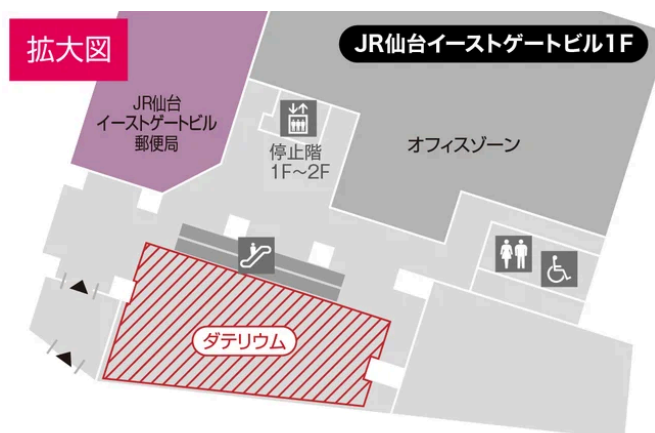 拡大図
JR仙台イーストゲートビル1F
JR仙台
イーストゲートビル
郵便局
停止階
1F〜2F
オフィスゾーン
ダテリウム